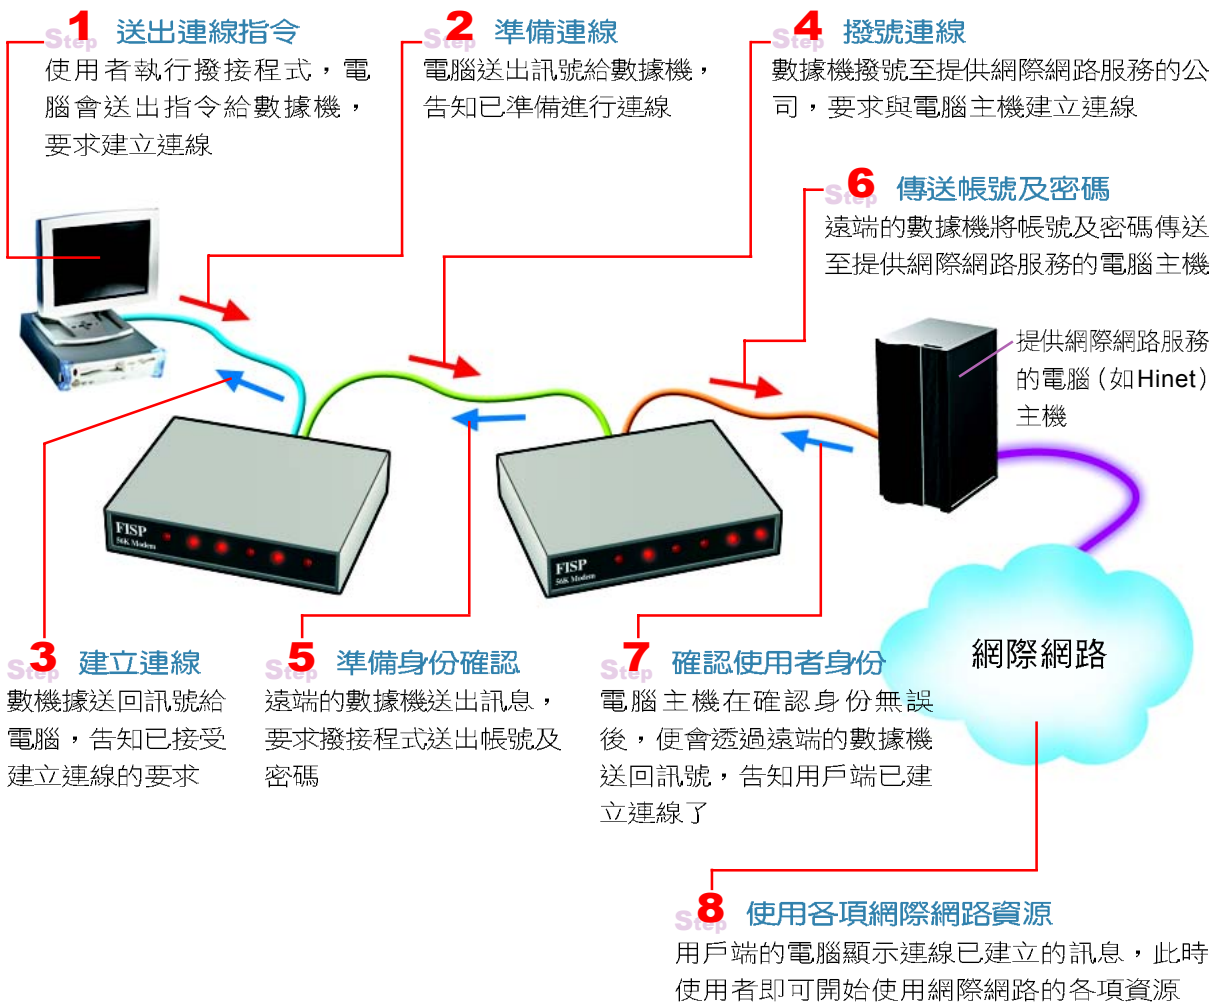 Step 1 送出連線指令
使用者執行撥接程式，電
腦會送出指令給數據機，
要求建立連線
Step 2 準備連線
電腦送出訊號給數據機，
告知已準備進行連線
Step 4 撥號連線
數據機撥號至提供網際網路服務的公
司，要求與電腦主機建立連線
Step 6 傳送帳號及密碼
遠端的數據機將帳號及密碼傳送
至提供網際網路服務的電腦主機
提供網際網路服務
的電腦（如Hinet）
主機
FISP
56K Modem
FISP
56K Modem
網際網路
Step 3 建立連線
數機據送回訊號給
電腦，告知已接受
建立連線的要求
Step 5 準備身份確認
遠端的數據機送出訊息，
要求撥接程式送出帳號及
密碼
Step 7 確認使用者身份
電腦主機在確認身份無誤
後，便會透過遠端的數據機
送回訊號，告知用戶端已建
立連線了
Step 8 使用各項網際網路資源
用戶端的電腦顯示連線已建立的訊息，此時
使用者即可開始使用網際網路的各項資源